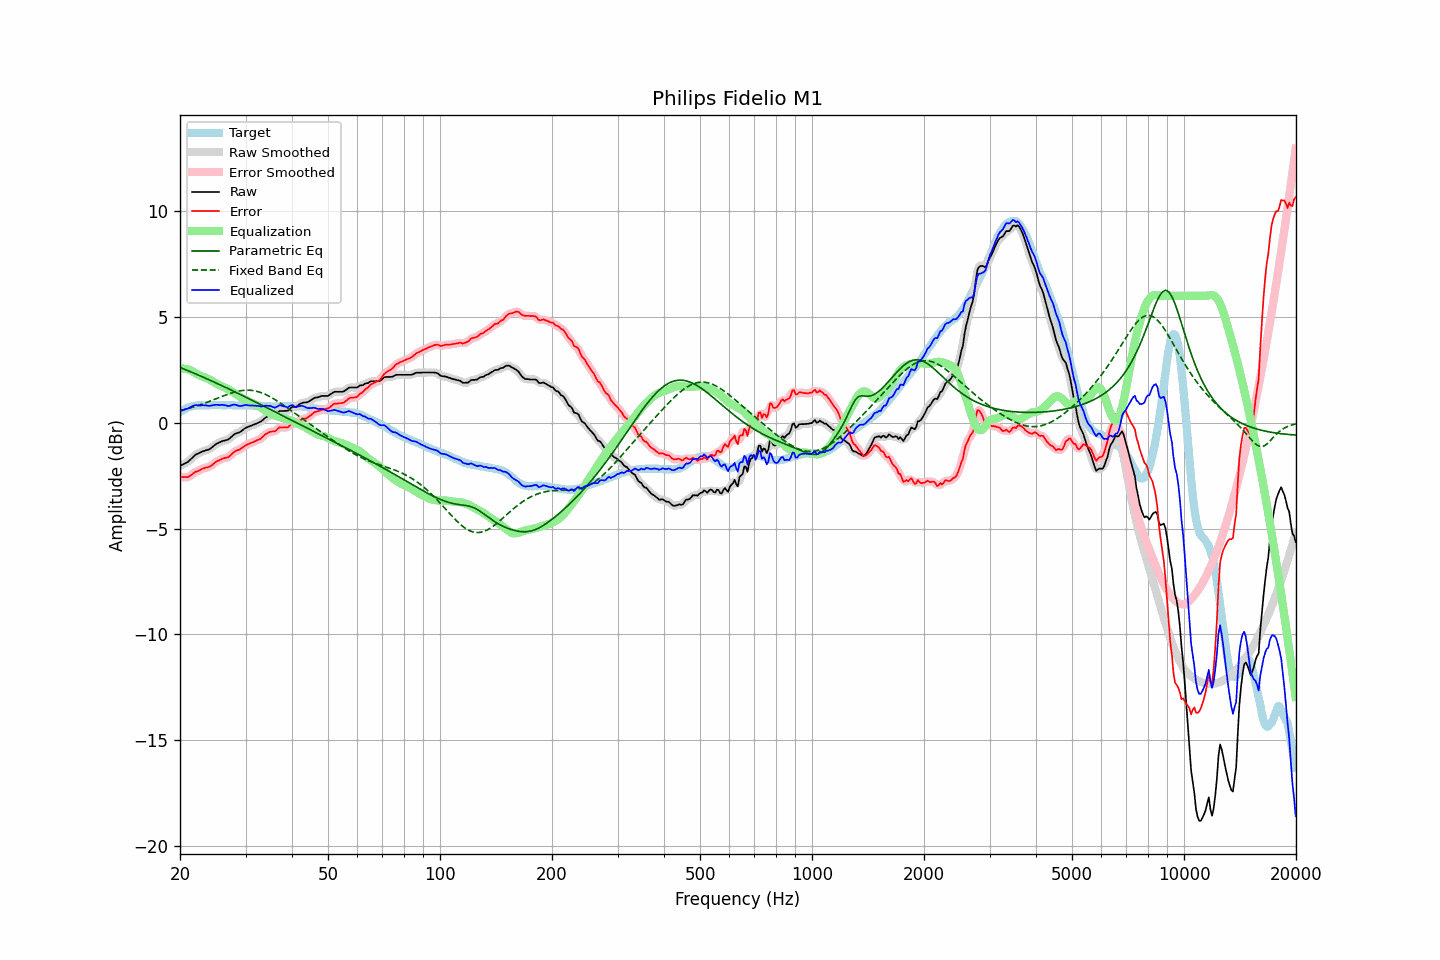 Philips Fidelio M1
Target
Raw Smoothed
Error Smoothed
Raw
Error
Equalization
Parametric Eq
Fixed Band Eq
Equalized
Amplitude (dBr)
10
5
0
−5
−10
−15
−20
20 50 100 200 500 1000 2000 5000 10000 20000
Frequency (Hz)